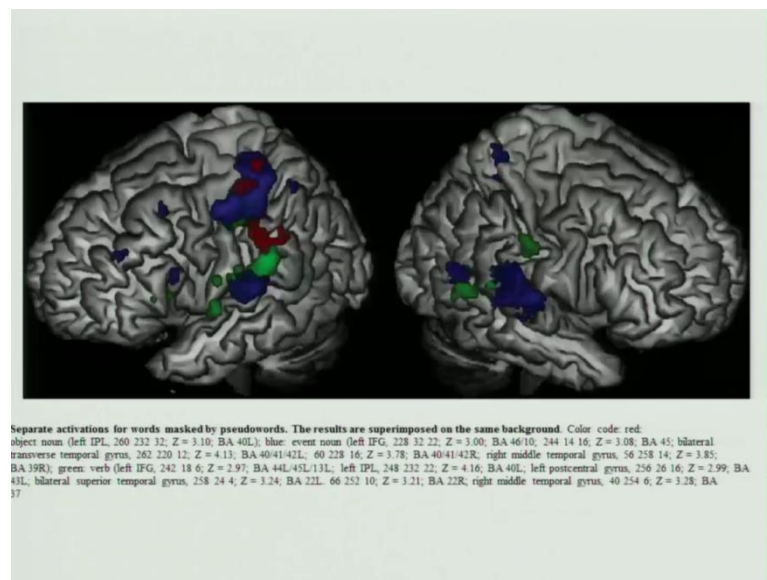 Separate activations for words masked by pseudowords. The results are superimposed on the same background. Color code: red:
object noun (left IPL, 260 232 32; Z = 3.10; BA 40L); blue: event noun (left IFG, 228 32 22; Z = 3.00; BA 46/10; 244 14 16; Z = 3.08; BA 45; bilateral
transverse temporal gyrus, 262 220 12; Z = 4.13; BA 40/41/42L; 60 228 16; Z = 3.78; BA 40/41/42R; right middle temporal gyrus, 56 258 14; Z = 3.85;
BA 39R); green: verb (left IFG, 242 18 6; Z = 2.97; BA 44L/45L/13L; left IPL, 248 232 22; Z = 4.16; BA 40L; left postcentral gyrus, 256 26 16; Z = 2.99; BA
43L; bilateral superior temporal gyrus, 258 24 4; Z = 3.24; BA 22L. 66 252 10; Z = 3.21; BA 22R; right middle temporal gyrus, 40 254 6; Z = 3.28; BA
37